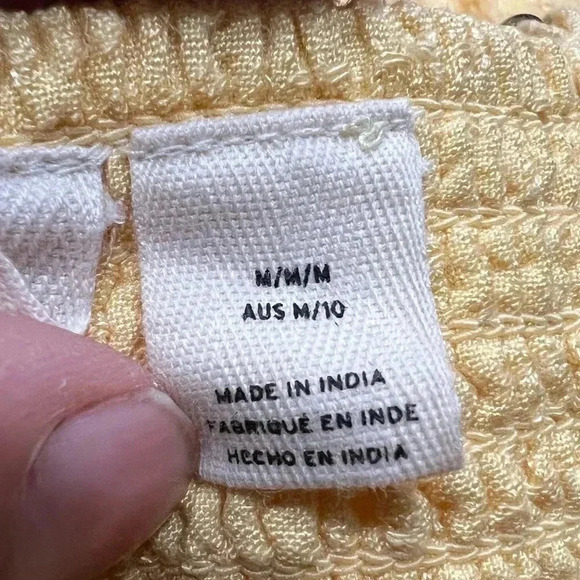 M/M/M
AUS M/10
MADE IN INDIA
FABRIQUÉ EN INDE
HECHO EN INDIA